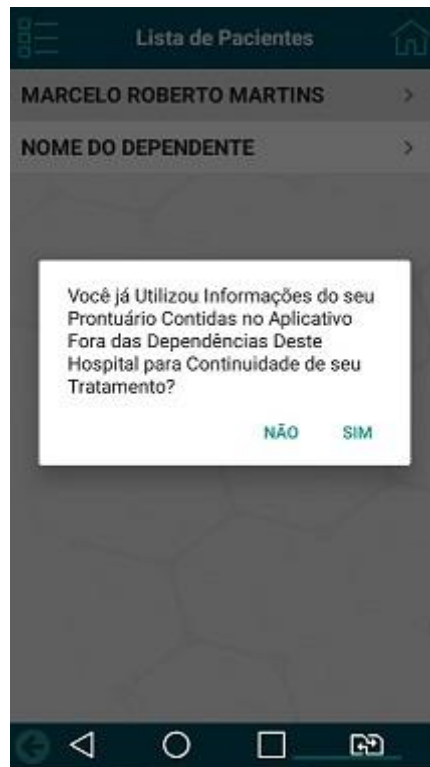 Lista de Pacientes
MARCELO ROBERTO MARTINS
NOME DO DEPENDENTE
Você já Utilizou Informações do seu
Prontuário Contidas no Aplicativo
Fora das Dependências Deste
Hospital para Continuidade de seu
Tratamento?
NÃO SIM